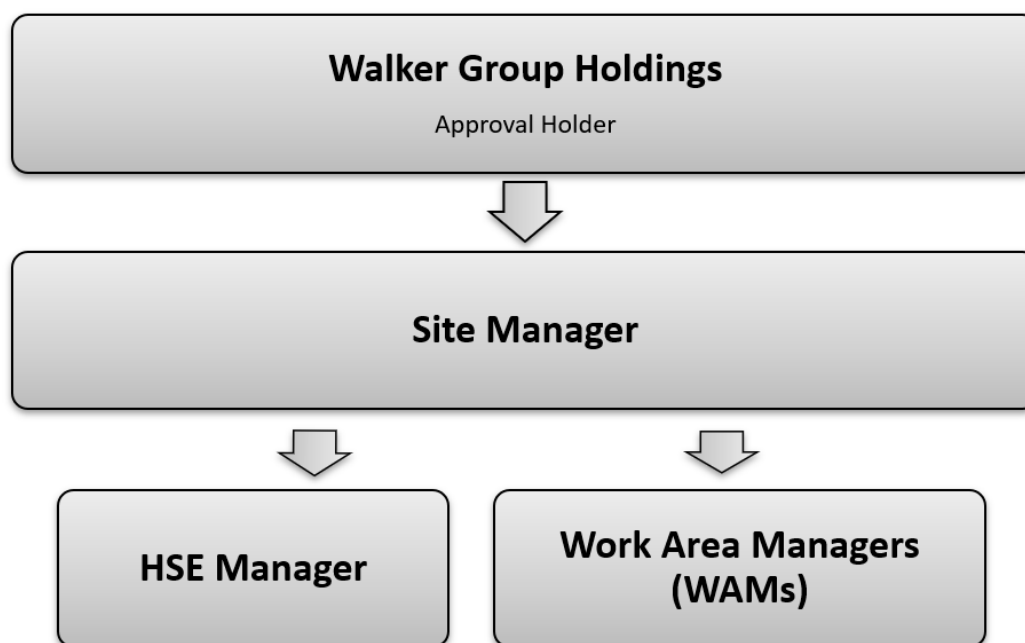 Walker Group Holdings
Approval Holder
Site Manager
HSE Manager
Work Area Managers
(WAMs)